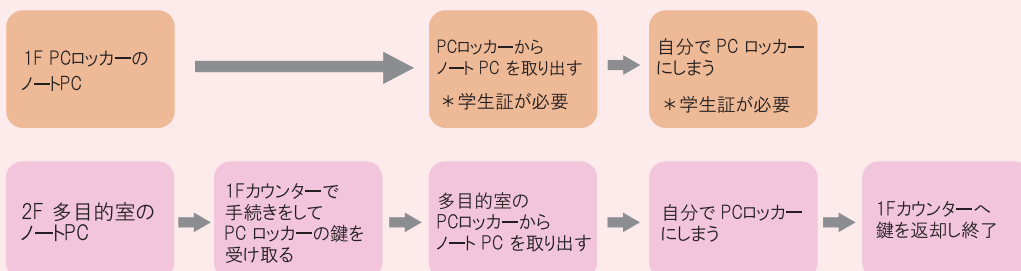 1F PCロッカーの
ノートPC
PCロッカーから
ノート PC を取り出す
＊学生証が必要
自分で PC ロッカー
にしまう
＊学生証が必要
2F 多目的室の
ノートPC
1Fカウンターで
手続きをして
PC ロッカーの鍵を
受け取る
多目的室の
PCロッカーから
ノート PC を取り出す
自分で PCロッカー
にしまう
1Fカウンターへ
鍵を返却し終了